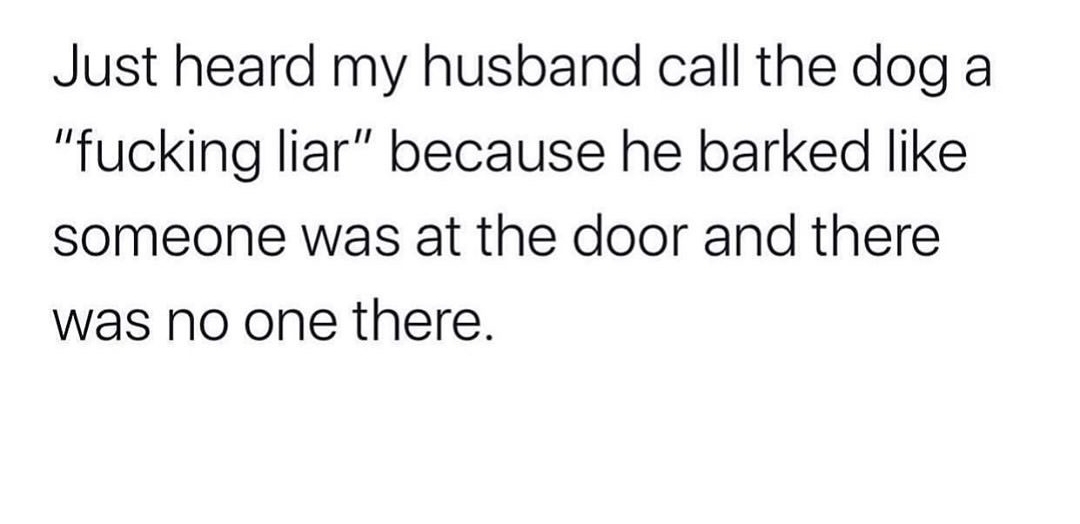 Just heard my husband call the dog a
"fucking liar" because he barked like
someone was at the door and there
was no one there.